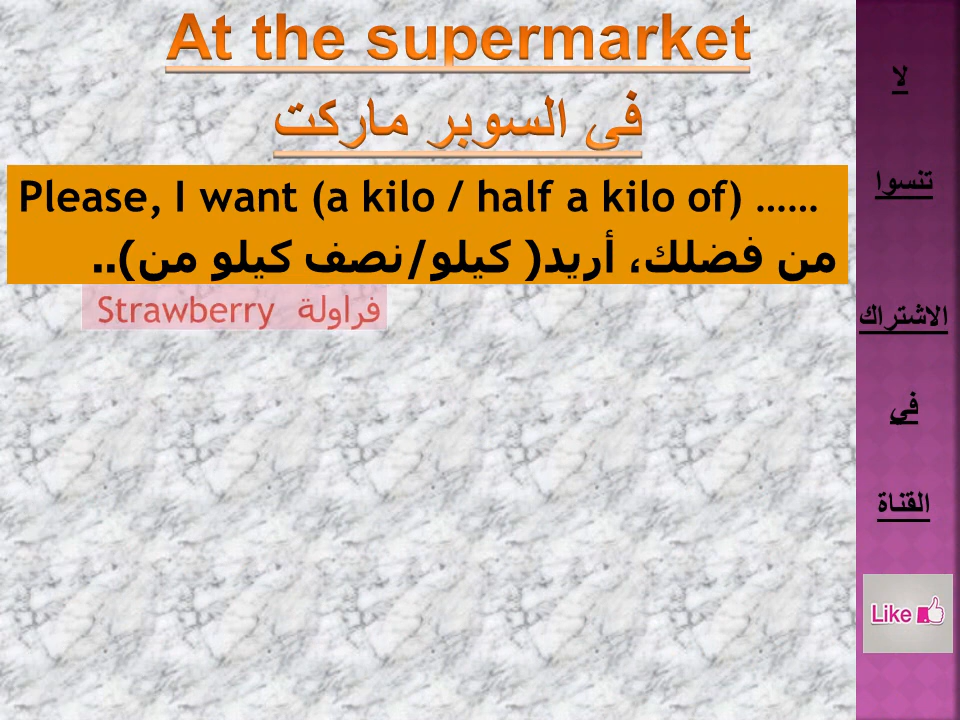 At the supermarket
فى السوبر ماركت
Please, I want (a kilo / half a kilo of) ......
من فضلك، أريد( كيلو/نصف كيلو من)..
Strawberry فراولة
لا
تنسوا
الاشتراك
في
القناة
Like